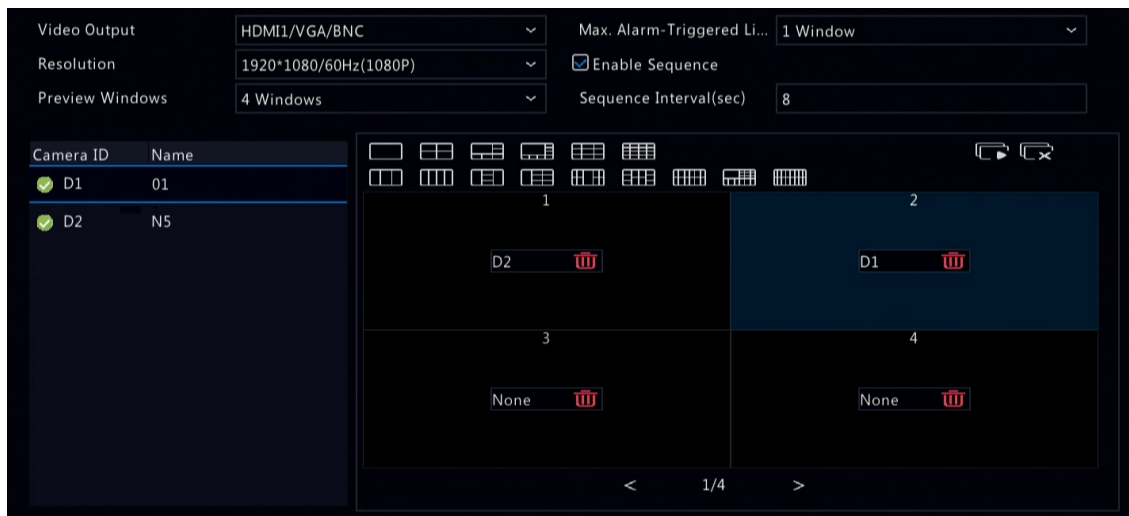 Video Output HDMI1/VGA/BNC Max. Alarm-Triggered Li... 1 Window
Resolution 1920*1080/60Hz(1080P) Enable Sequence
Preview Windows 4 Windows Sequence Interval(sec) 8
Camera ID Name
D1 01
D2 N5
1 2
D2 D1
3 4
None None
< 1/4 >